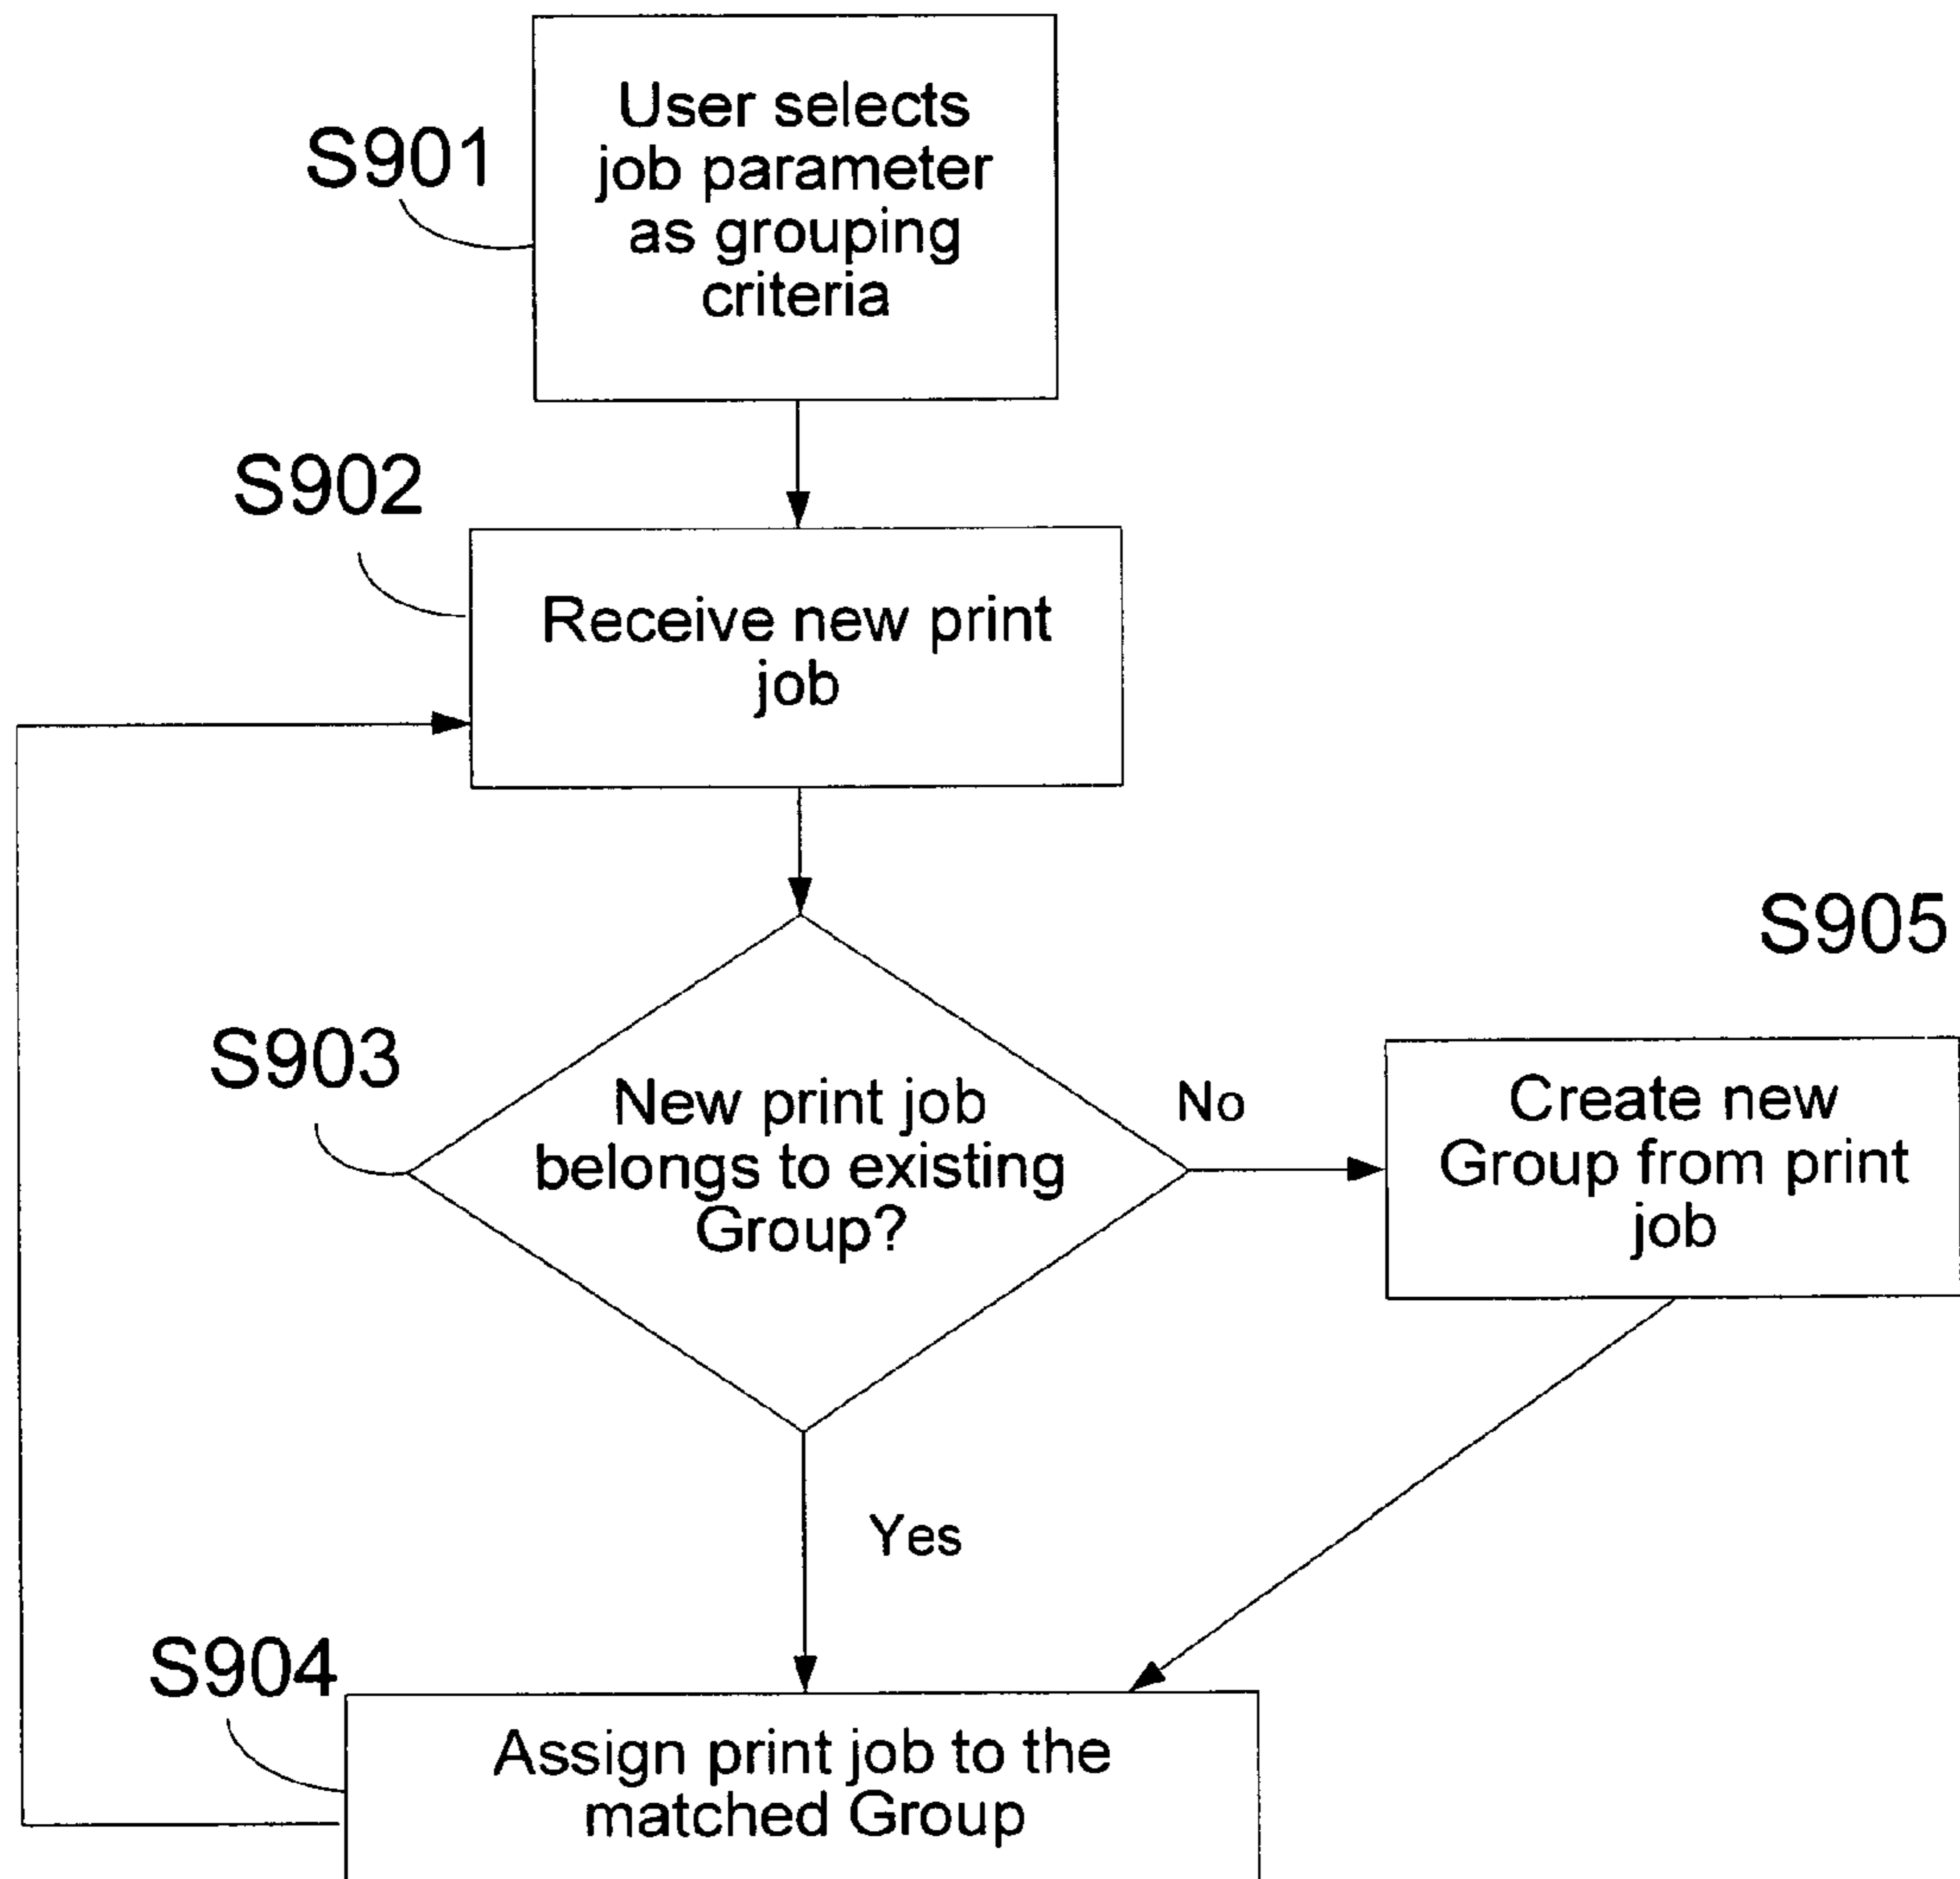 S901
User selects
job parameter
as grouping
criteria
S902
Receive new print
job
S903
New print job
belongs to existing
Group?
No
S905
Create new
Group from print
job
Yes
S904
Assign print job to the
matched Group